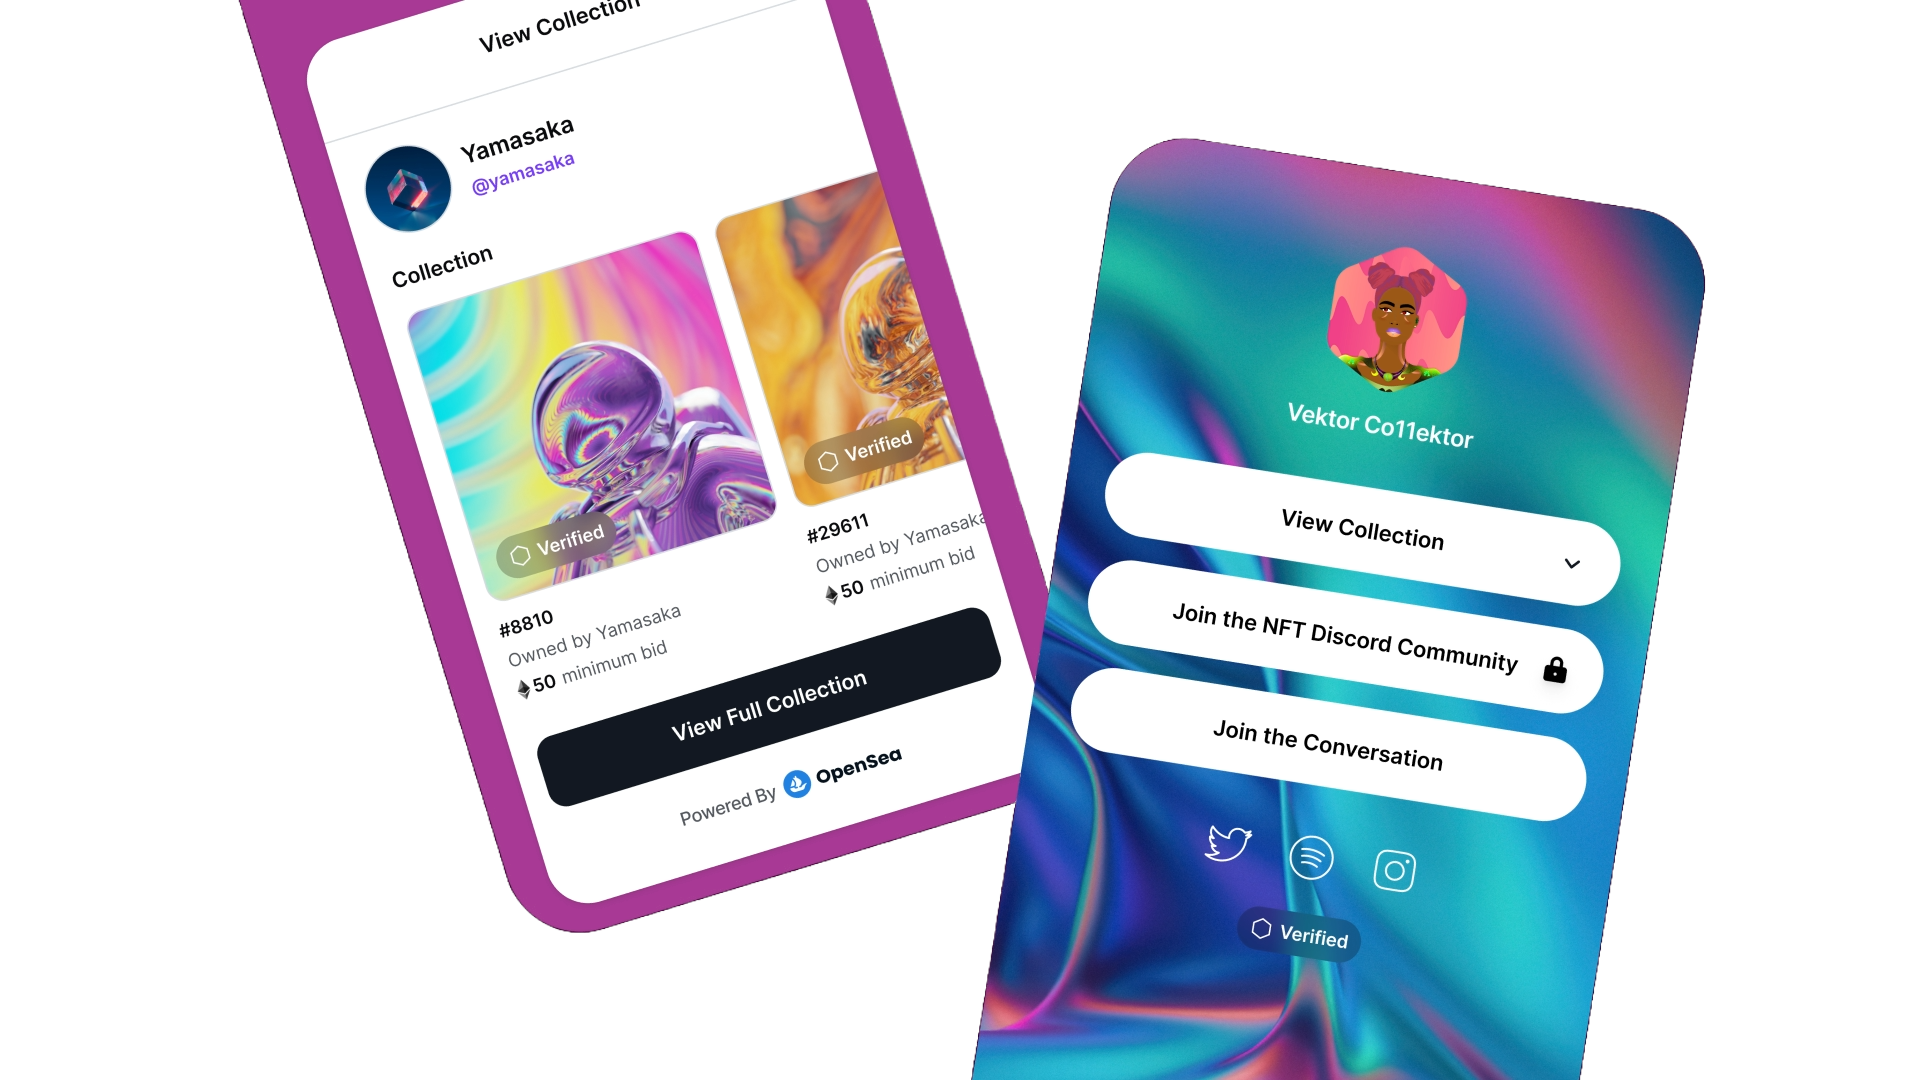 View Collection
Yamasaka
@yamasaka
Collection
Verified
Verified
#8810
Owned by Yamasaka
50 minimum bid
#29611
Owned by Yamasaka
50 minimum bid
View Full Collection
Powered By OpenSea
Vektor Co11ektor
View Collection
Join the NFT Discord Community
Join the Conversation
Verified